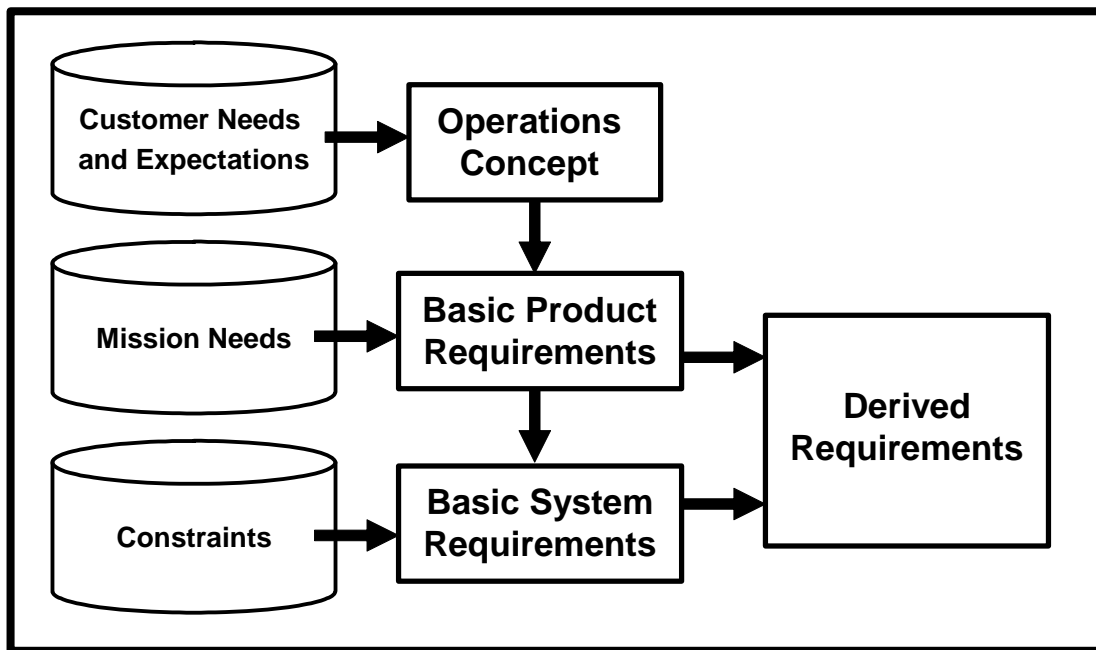 Customer Needs
and Expectations
Operations
Concept
Mission Needs
Basic Product
Requirements
Derived
Requirements
Constraints
Basic System
Requirements